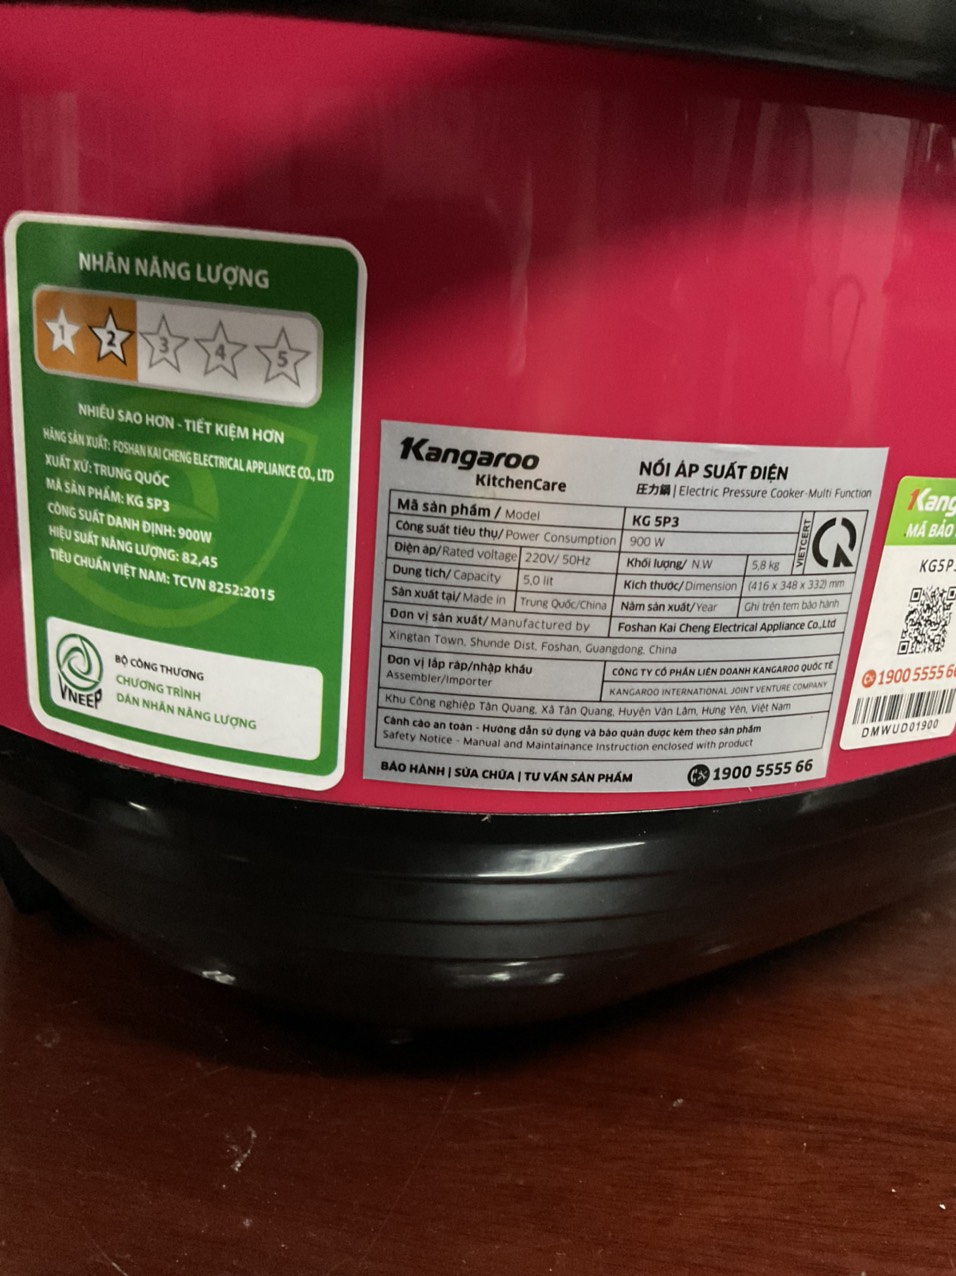 NHÃN NĂNG LƯỢNG
1 2 3 4 5
NHIỀU SAO HƠN - TIẾT KIỆM HƠN
HÃNG SẢN XUẤT: FOSHAN KAI CHENG ELECTRICAL APPLIANCE CO., LTD
XUẤT XỨ: TRUNG QUỐC
MÃ SẢN PHẨM: KG 5P3
CÔNG SUẤT DANH ĐỊNH: 900W
HIỆU SUẤT NĂNG LƯỢNG: 82,45
TIÊU CHUẨN VIỆT NAM: TCVN 8252:2015
VNEEP
BỘ CÔNG THƯƠNG
CHƯƠNG TRÌNH
DÁN NHÃN NĂNG LƯỢNG
Kangaroo
KitchenCare
NỒI ÁP SUẤT ĐIỆN
圧力鍋 | Electric Pressure Cooker-Multi Function
Mã sản phẩm / Model KG 5P3
Công suất tiêu thụ/ Power Consumption 900 W
Điện áp/ Rated voltage 220V/ 50Hz Khối lượng/ N.W 5,8 kg
Dung tích/ Capacity 5,0 lít Kích thước/ Dimension (416 x 348 x 332) mm
Sản xuất tại/ Made in Trung Quốc/China Năm sản xuất/ Year Ghi trên tem bảo hành
VIETCERT
Đơn vị sản xuất/ Manufactured by Foshan Kai Cheng Electrical Appliance Co.,Ltd
Xingtan Town, Shunde Dist, Foshan, Guangdong, China
Đơn vị lắp ráp/nhập khẩu
Assembler/Importer
CÔNG TY CỔ PHẦN LIÊN DOANH KANGAROO QUỐC TẾ
KANGAROO INTERNATIONAL JOINT VENTURE COMPANY
Khu Công nghiệp Tân Quang, Xã Tân Quang, Huyện Văn Lâm, Hưng Yên, Việt Nam
Cảnh cáo an toàn - Hướng dẫn sử dụng và bảo quản được kèm theo sản phẩm
Safety Notice - Manual and Maintainance Instruction enclosed with product
BẢO HÀNH | SỬA CHỮA | TƯ VẤN SẢN PHẨM 1900 5555 66
Kang
MÃ BẢO
KG5P
1900 5555 6
DMWUD01900